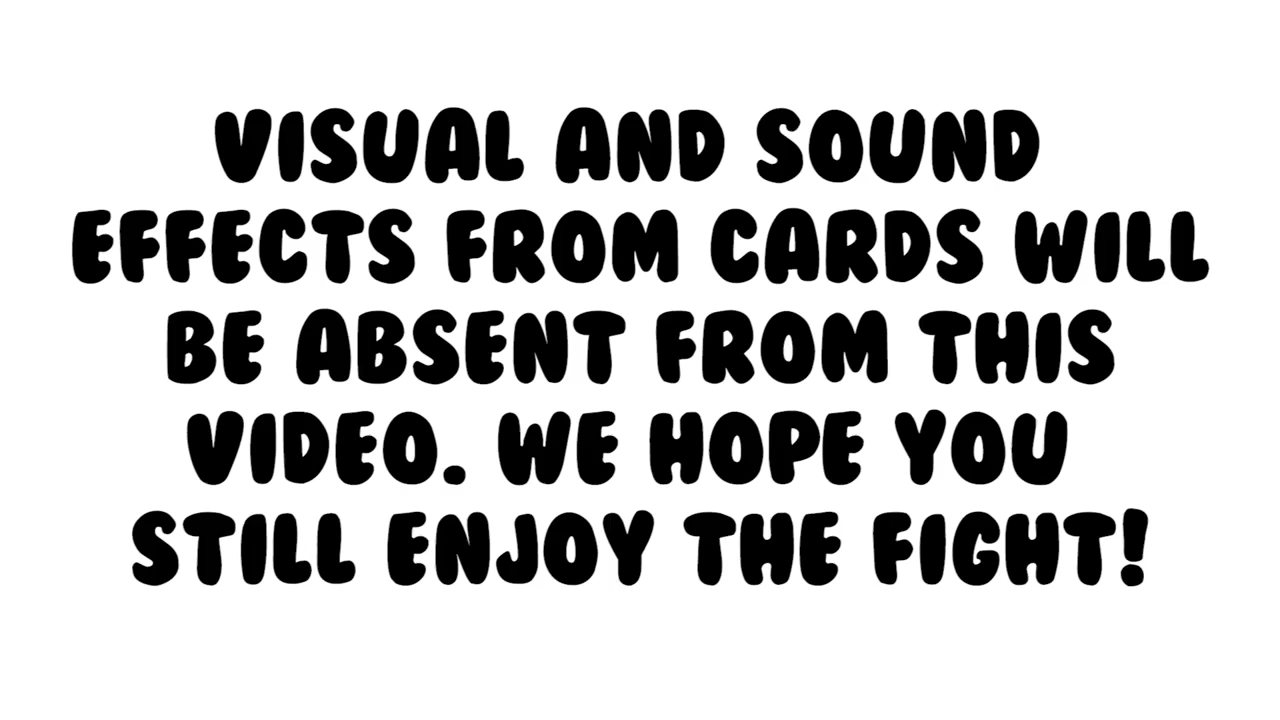 VISUAL AND SOUND
EFFECTS FROM CARDS WILL
BE ABSENT FROM THIS
VIDEO. WE HOPE YOU
STILL ENJOY THE FIGHT!